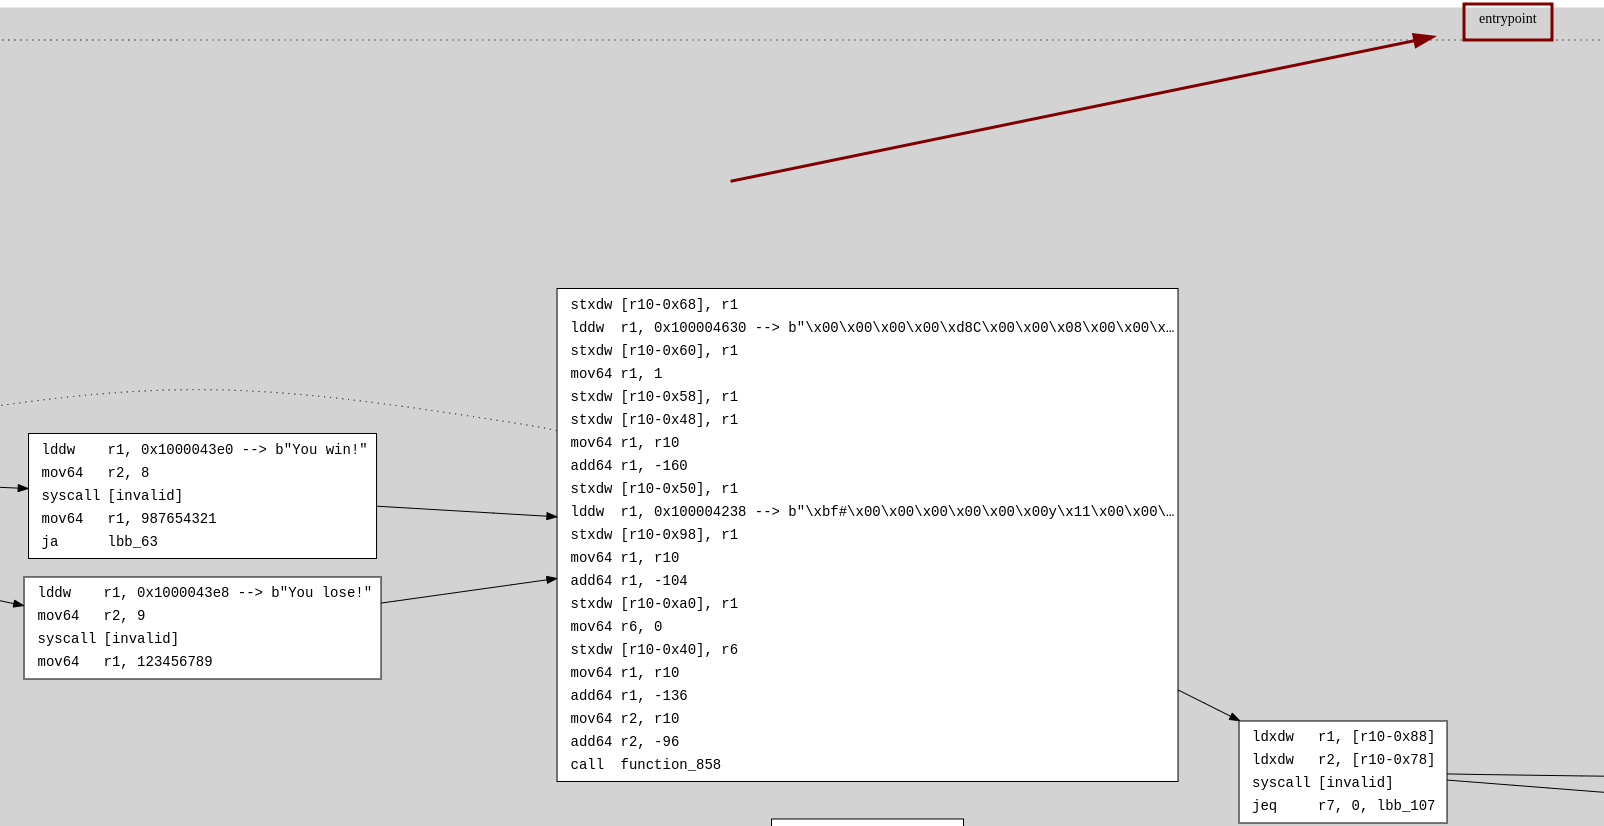 entrypoint
stxdw [r10-0x68], r1
lddw r1, 0x100004630 --> b"\x00\x00\x00\x00\xd8C\x00\x00\x08\x00\x00\x…
stxdw [r10-0x60], r1
mov64 r1, 1
stxdw [r10-0x58], r1
stxdw [r10-0x48], r1
mov64 r1, r10
add64 r1, -160
stxdw [r10-0x50], r1
lddw r1, 0x100004238 --> b"\xbf#\x00\x00\x00\x00\x00\x00y\x11\x00\x00\…
stxdw [r10-0x98], r1
mov64 r1, r10
add64 r1, -104
stxdw [r10-0xa0], r1
mov64 r6, 0
stxdw [r10-0x40], r6
mov64 r1, r10
add64 r1, -136
mov64 r2, r10
add64 r2, -96
call function_858
lddw r1, 0x1000043e0 --> b"You win!"
mov64 r2, 8
syscall [invalid]
mov64 r1, 987654321
ja lbb_63
lddw r1, 0x1000043e8 --> b"You lose!"
mov64 r2, 9
syscall [invalid]
mov64 r1, 123456789
ldxdw r1, [r10-0x88]
ldxdw r2, [r10-0x78]
syscall [invalid]
jeq r7, 0, lbb_107